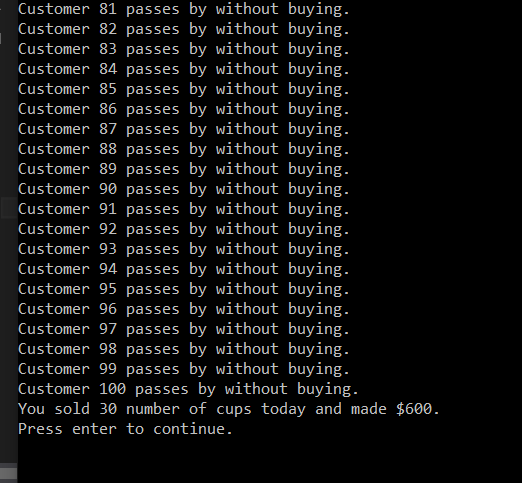 Customer 81 passes by without buying.
Customer 82 passes by without buying.
Customer 83 passes by without buying.
Customer 84 passes by without buying.
Customer 85 passes by without buying.
Customer 86 passes by without buying.
Customer 87 passes by without buying.
Customer 88 passes by without buying.
Customer 89 passes by without buying.
Customer 90 passes by without buying.
Customer 91 passes by without buying.
Customer 92 passes by without buying.
Customer 93 passes by without buying.
Customer 94 passes by without buying.
Customer 95 passes by without buying.
Customer 96 passes by without buying.
Customer 97 passes by without buying.
Customer 98 passes by without buying.
Customer 99 passes by without buying.
Customer 100 passes by without buying.
You sold 30 number of cups today and made $600.
Press enter to continue.